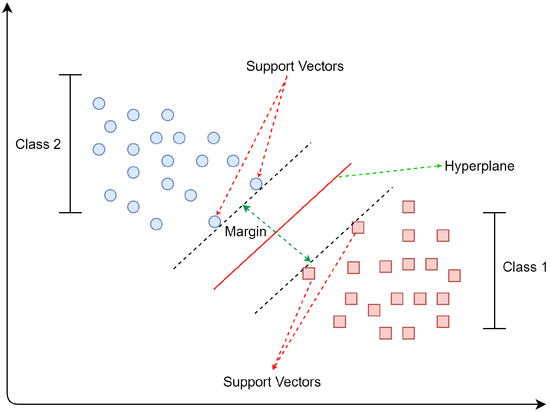 Support Vectors
Class 2
Hyperplane
Margin
Class 1
Support Vectors